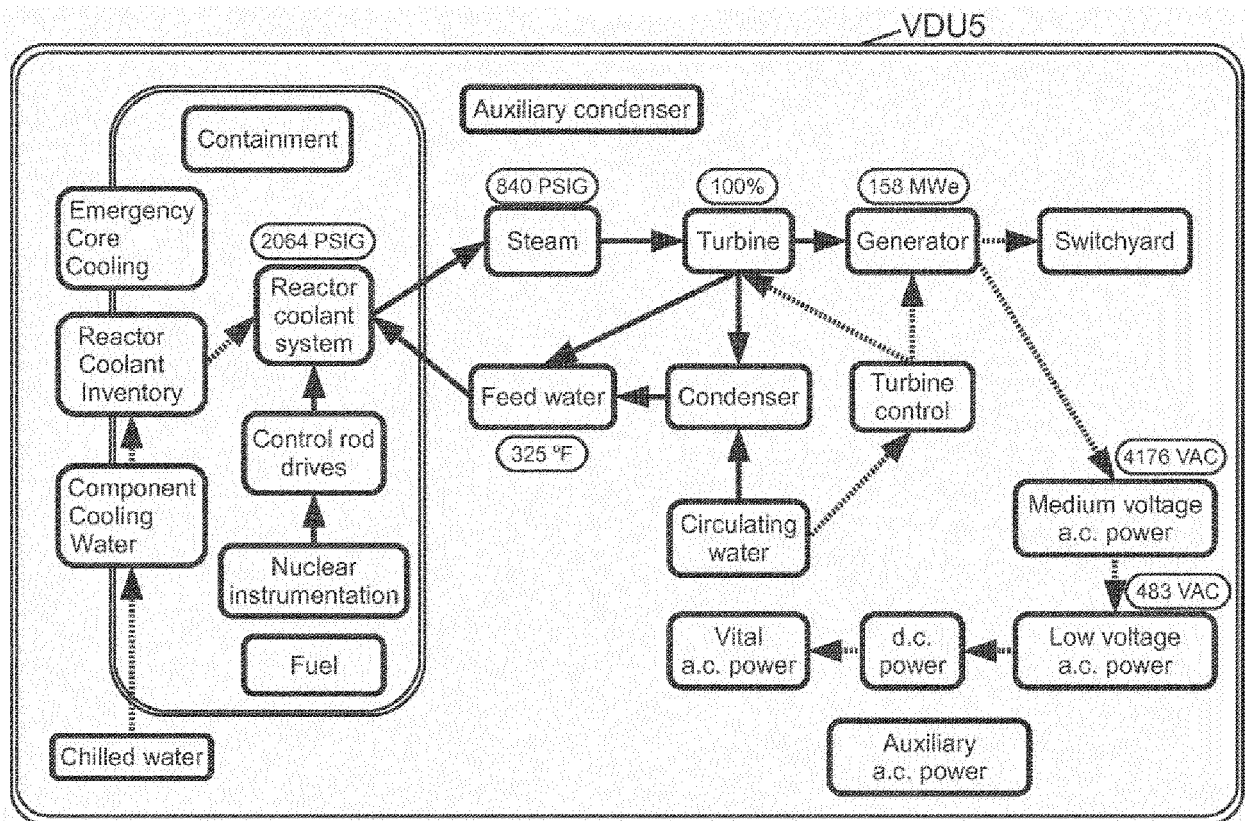 VDU5
Auxiliary condenser
Containment
Emergency
Core
Cooling
2064 PSIG
Reactor
coolant
system
840 PSIG
Steam
100%
Turbine
158 MWe
Generator
Switchyard
Reactor
Coolant
Inventory
Feed water
325 ºF
Condenser
Turbine
control
Control rod
drives
Component
Cooling
Water
Circulating
water
4176 VAC
Medium voltage
a.c. power
Nuclear
instrumentation
483 VAC
Low voltage
a.c. power
d.c.
power
Vital
a.c. power
Fuel
Chilled water
Auxiliary
a.c. power